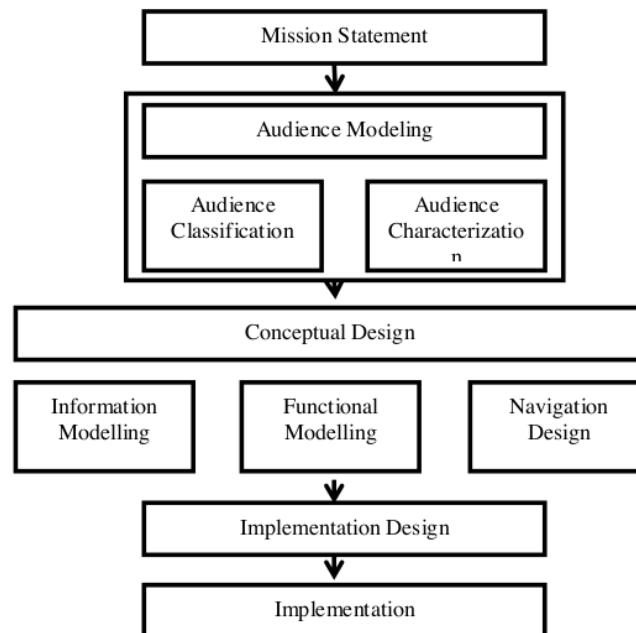 Mission Statement
Audience Modeling
Audience
Classification
Audience
Characterizatio
n
Conceptual Design
Information
Modelling
Functional
Modelling
Navigation
Design
Implementation Design
Implementation